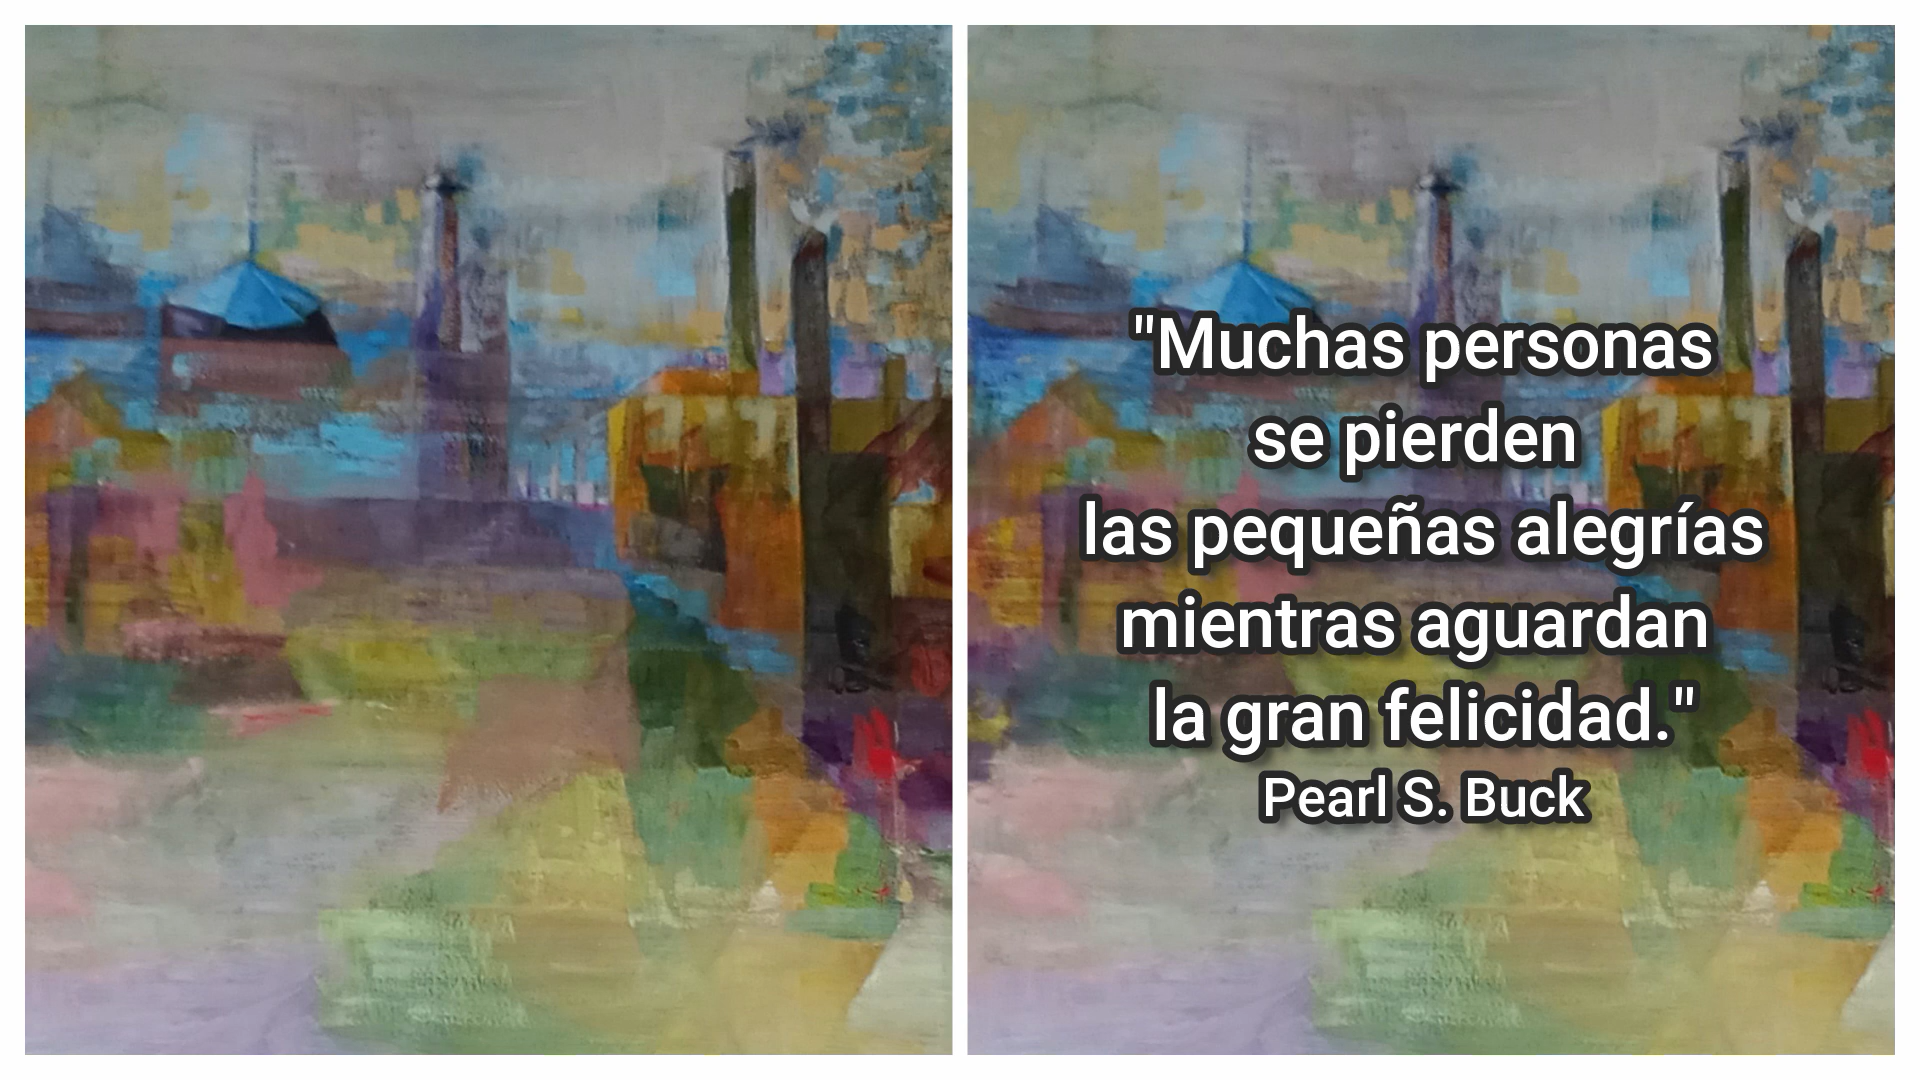 "Muchas personas
se pierden
las pequeñas alegrías
mientras aguardan
la gran felicidad."
Pearl S. Buck